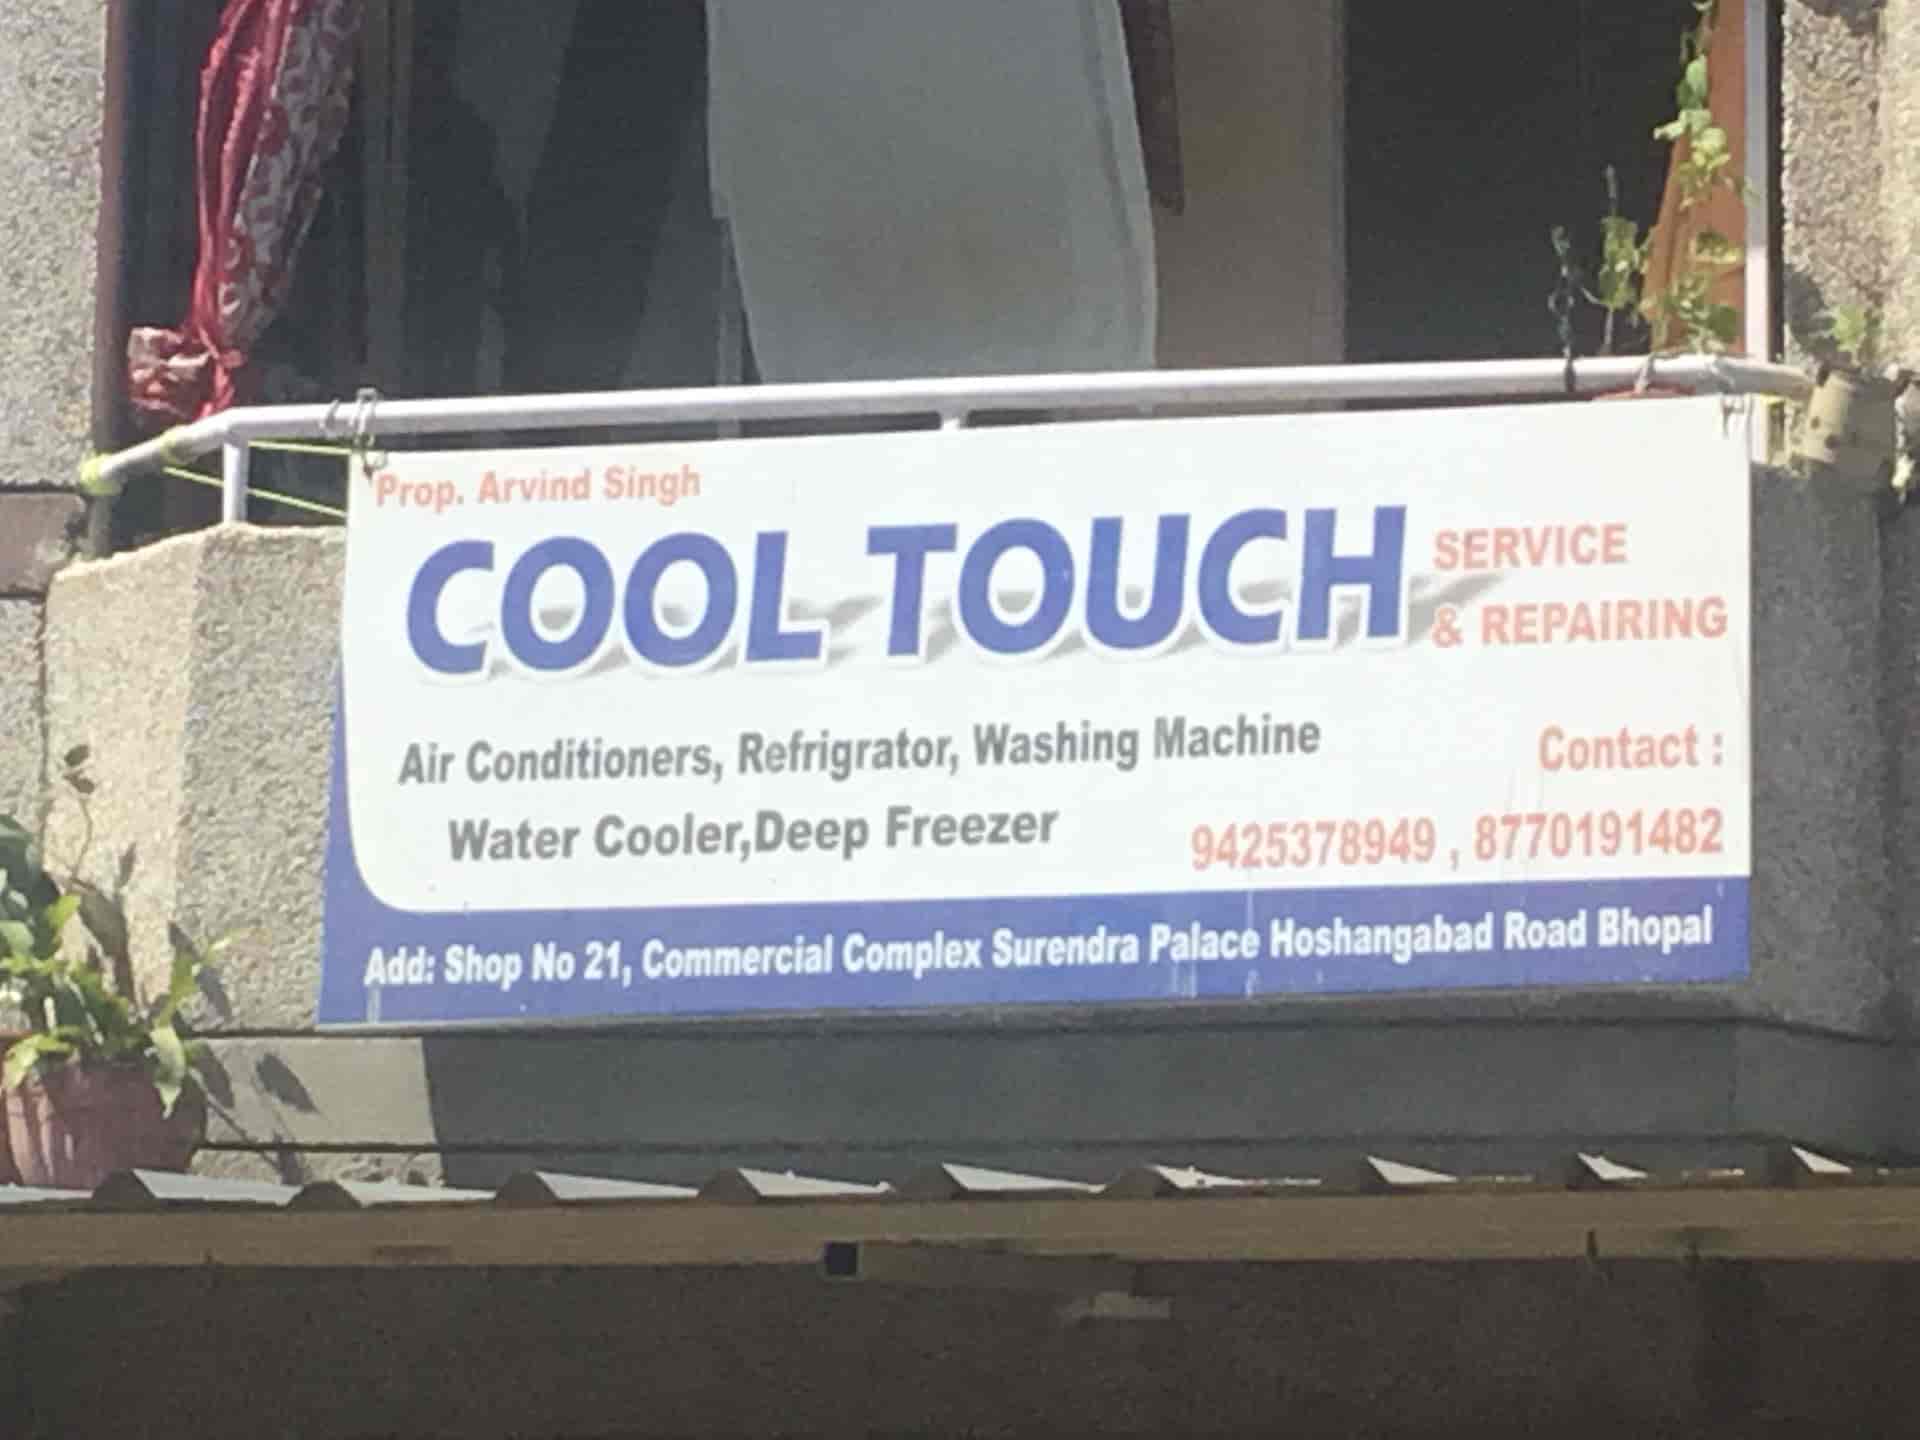 Prop. Arvind Singh
COOL TOUCH SERVICE
& REPAIRING
Air Conditioners, Refrigrator, Washing Machine
Water Cooler,Deep Freezer
Contact :
9425378949 , 8770191482
Add: Shop No 21, Commercial Complex Surendra Palace Hoshangabad Road Bhopal